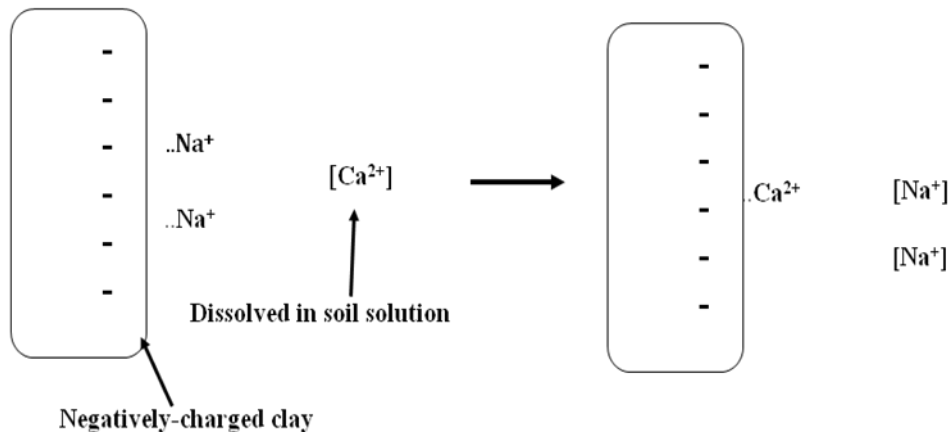 -
-
-
-
-
-
..Na⁺
..Na⁺
[Ca²⁺]
Dissolved in soil solution
Negatively-charged clay
-
-
-
-
-
-
..Ca²⁺
[Na⁺]
[Na⁺]